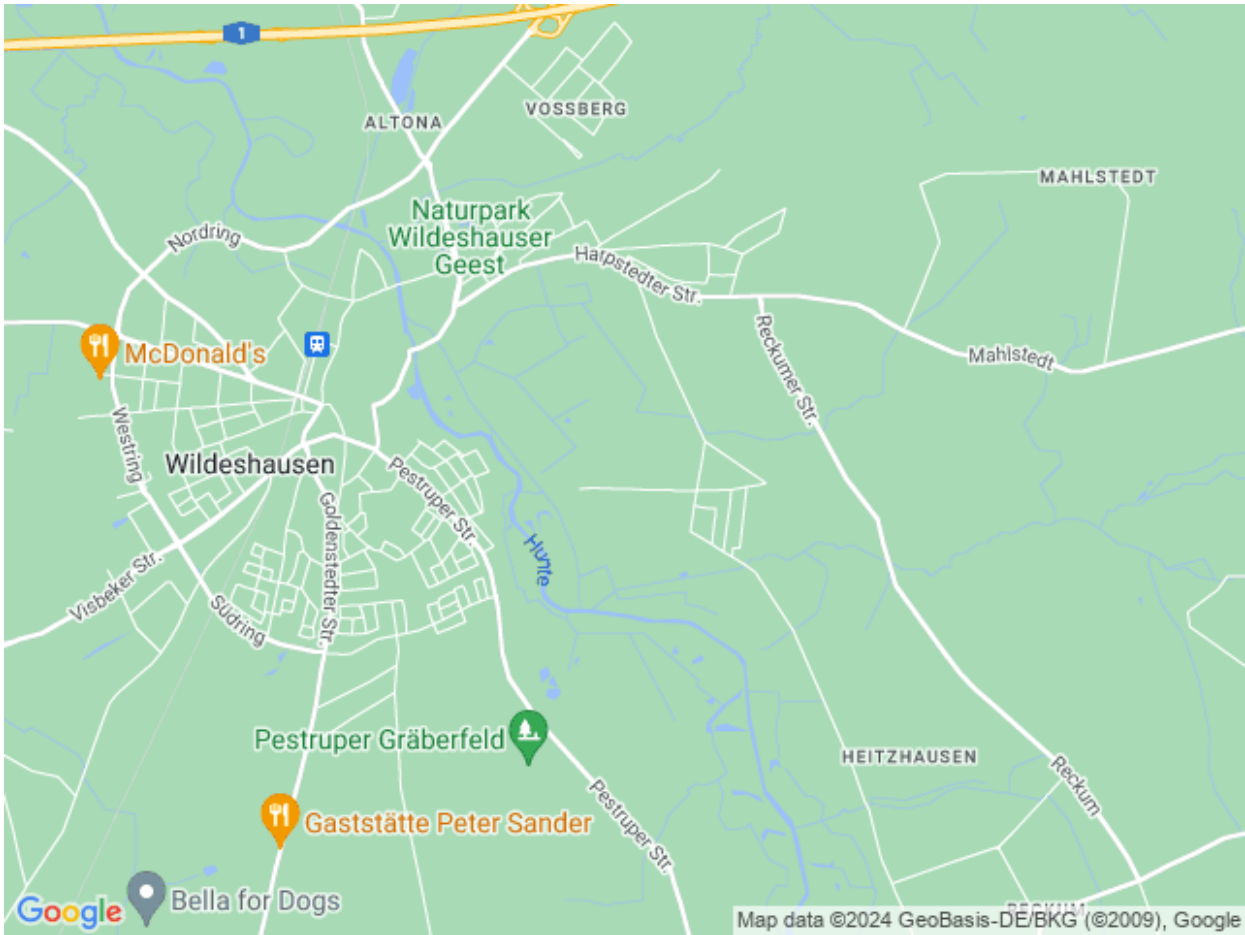 1
VOSSBERG
ALTONA
MAHLSTEDT
Naturpark
Wildeshauser
Geest
Nordring
Harpstedter Str.
McDonald's
Reckumer Str.
Mahlstedt
Westring
Wildeshausen
Pestruper Str.
Goldenstedter Str.
Hunte
Visbeker Str.
Südring
Pestruper Gräberfeld
HEITZHAUSEN
Reckum
Pestruper Str.
Gaststätte Peter Sander
Bella for Dogs
RECKUM
Google
Map data ©2024 GeoBasis-DE/BKG (©2009), Google